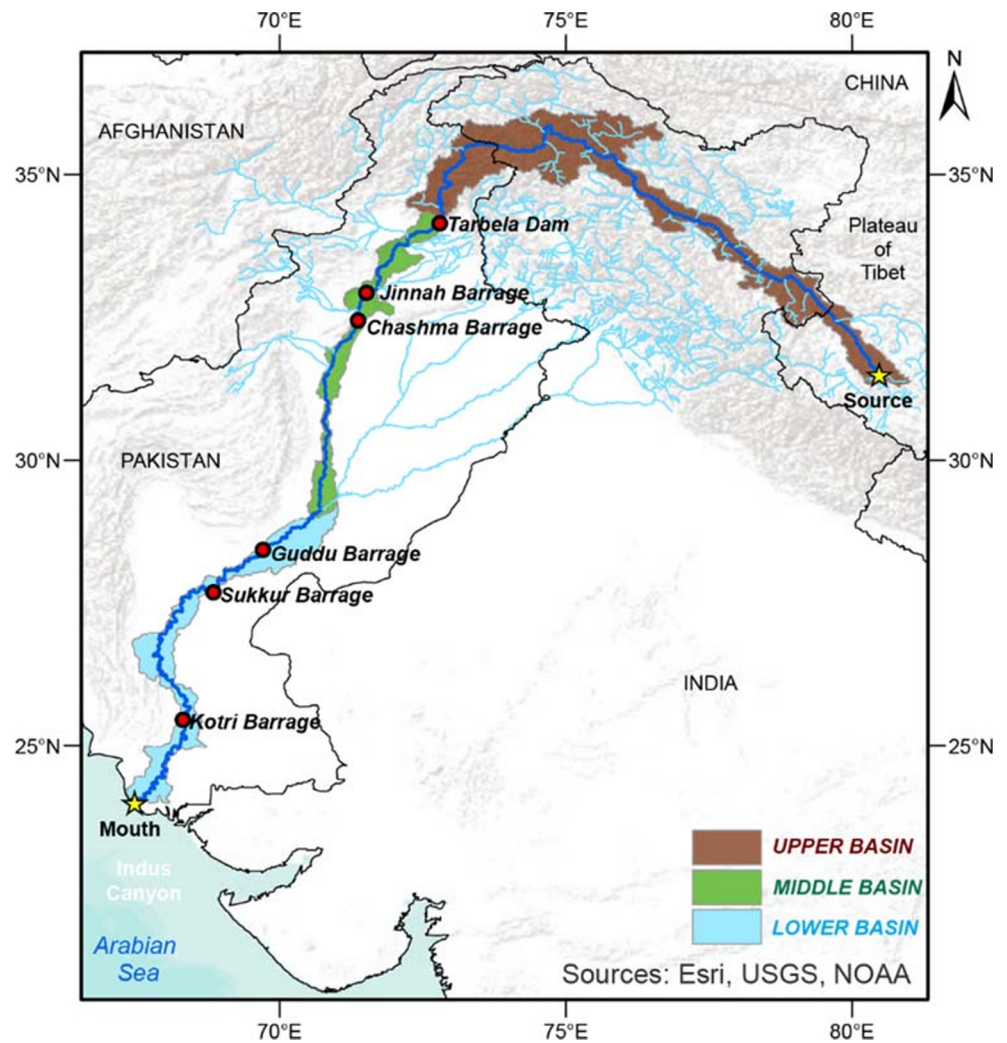 70°E 75°E 80°E
N
CHINA
AFGHANISTAN
35°N 35°N
Tarbela Dam
Plateau
of
Tibet
Jinnah Barrage
Chashma Barrage
Source
30°N 30°N
PAKISTAN
Guddu Barrage
Sukkur Barrage
INDIA
Kotri Barrage
25°N 25°N
Mouth
Indus
Canyon
UPPER BASIN
MIDDLE BASIN
LOWER BASIN
Arabian
Sea
Sources: Esri, USGS, NOAA
70°E 75°E 80°E